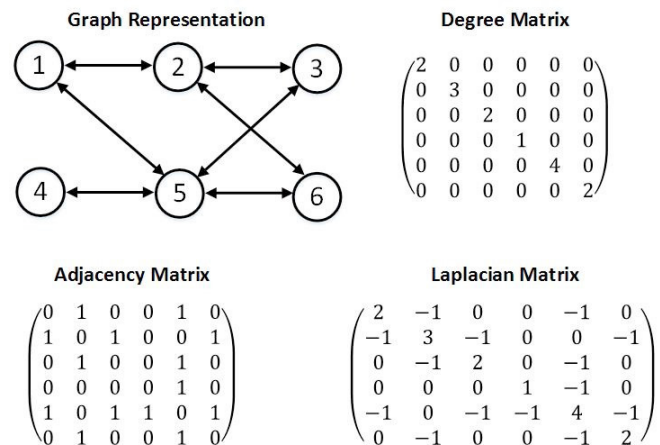 Graph Representation
1 2 3
4 5 6
Degree Matrix
2 0 0 0 0 0
0 3 0 0 0 0
0 0 2 0 0 0
0 0 0 1 0 0
0 0 0 0 4 0
0 0 0 0 0 2
Adjacency Matrix
0 1 0 0 1 0
1 0 1 0 0 1
0 1 0 0 1 0
0 0 0 0 1 0
1 0 1 1 0 1
0 1 0 0 1 0
Laplacian Matrix
2 −1 0 0 −1 0
−1 3 −1 0 0 −1
0 −1 2 0 −1 0
0 0 0 1 −1 0
−1 0 −1 −1 4 −1
0 −1 0 0 −1 2